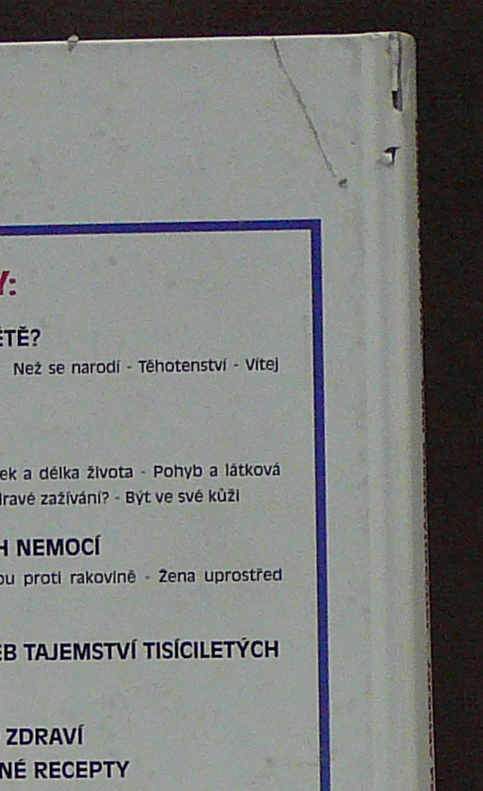 Y:
ĚTĚ?
Než se narodí - Těhotenství - Vítej
ek a délka života - Pohyb a látková
dravé zažívání? - Být ve své kůži
H NEMOCÍ
ou proti rakovině - Žena uprostřed
EB TAJEMSTVÍ TISÍCILETÝCH
ZDRAVÍ
NÉ RECEPTY